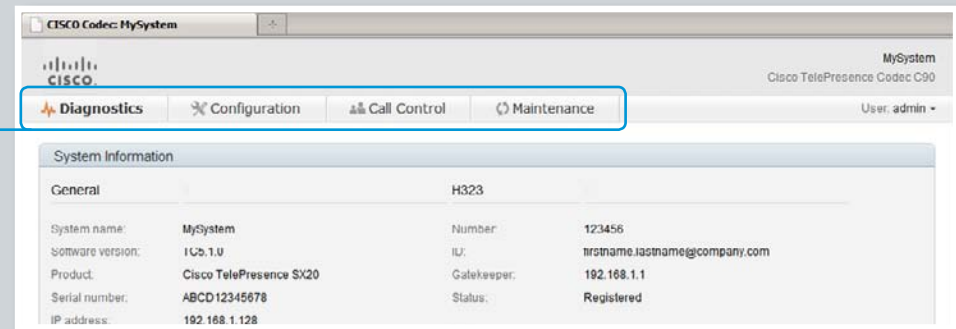 CISCO Codec: MySystem
CISCO.
MySystem
Cisco TelePresence Codec C90
Diagnostics Configuration Call Control Maintenance User: admin
System Information
General H323
System name: MySystem Number: 123456
Software version: TC5.1.0 ID: firstname.lastname@company.com
Product: Cisco TelePresence SX20 Gatekeeper: 192.168.1.1
Serial number: ABCD12345678 Status: Registered
IP address: 192.168.1.128